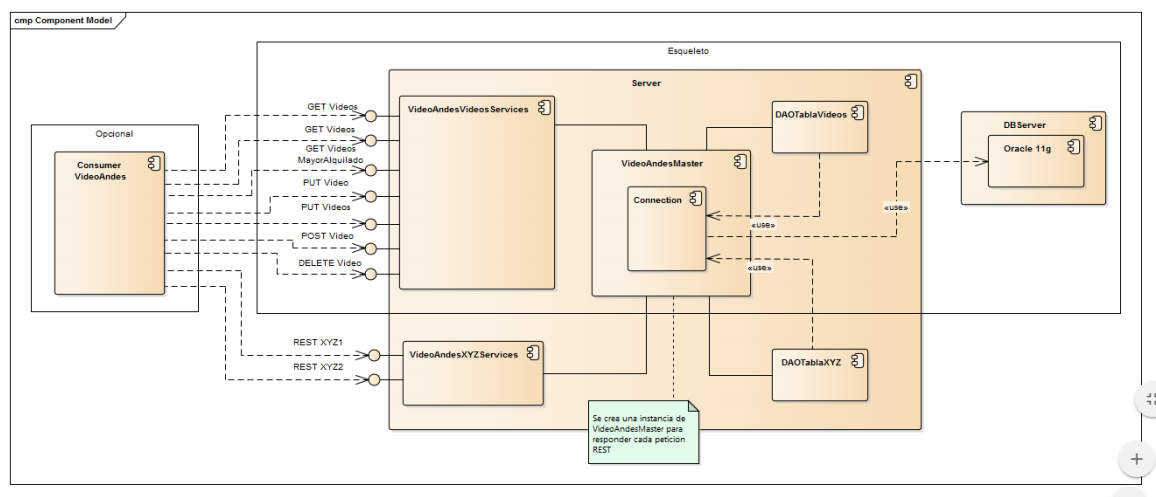 cmp Component Model
Esqueleto
Server
GET Videos
VideoAndesVideosServices
DAOTablaVideos
DBServer
Opcional
GET Videos
Oracle 11g
Consumer
VideoAndes
GET Videos
MayorAlquilado
VideoAndesMaster
PUT Video
Connection
PUT Videos
«use»
«use»
POST Video
DELETE Video
«use»
REST XYZ1
VideoAndesXYZServices
DAOTablaXYZ
REST XYZ2
Se crea una instancia de
VideoAndesMaster para
responder cada peticion
REST